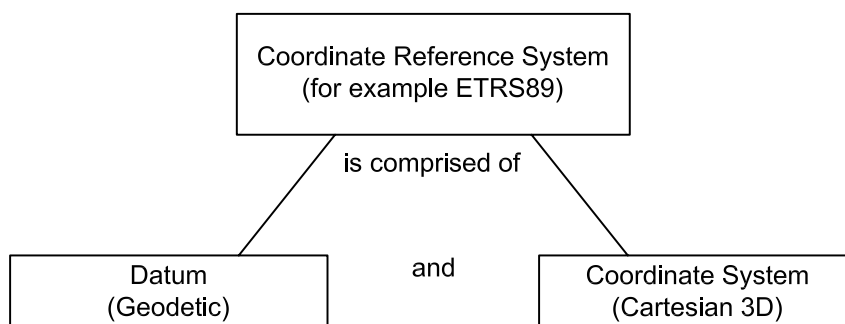 Coordinate Reference System
(for example ETRS89)
is comprised of
Datum
(Geodetic)
and
Coordinate System
(Cartesian 3D)